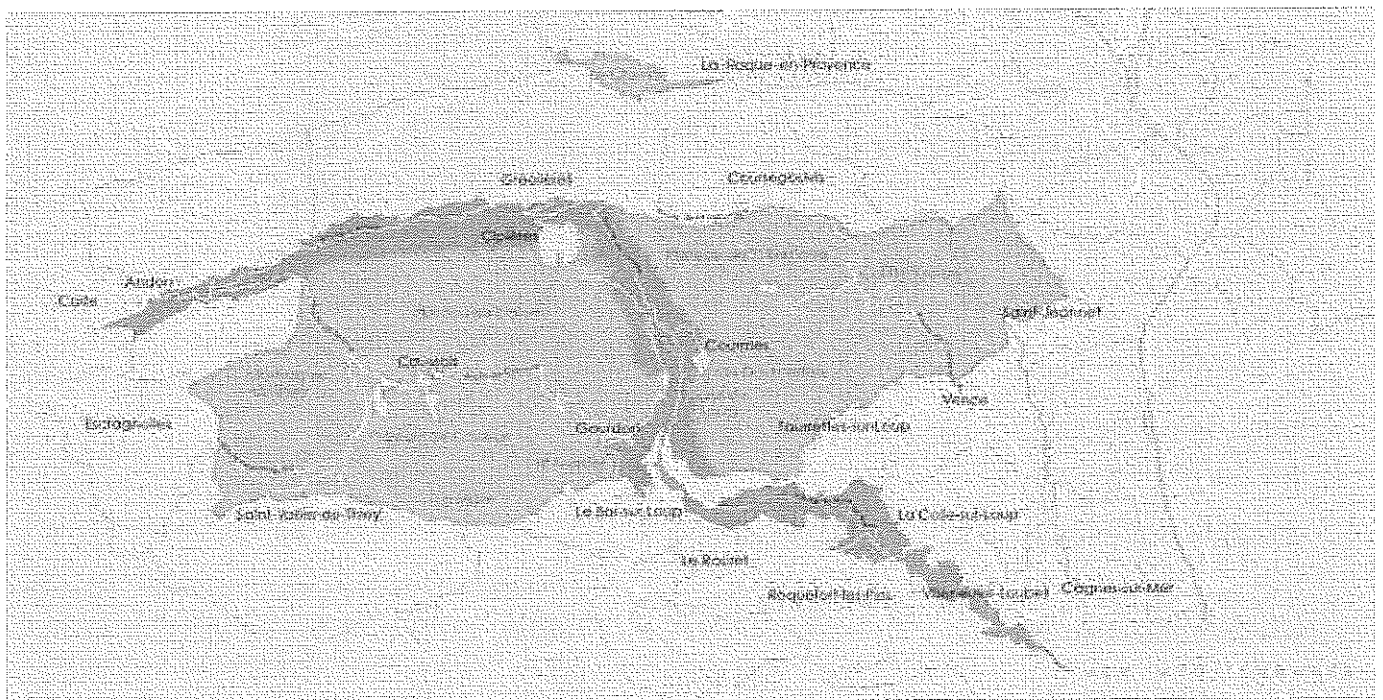 La Roque-en-Provence
Gréolières
Coursegoules
Cipières
Andon
Caille
Saint-Jeannet
Courmes
Caussols
Vence
Escragnolles
Gourdon
Tourrettes-sur-Loup
Saint-Vallier-de-Thiey
Le Bar-sur-Loup
La Colle-sur-Loup
Le Rouret
Roquefort-les-Pins
Villeneuve-Loubet
Cagnes-sur-Mer